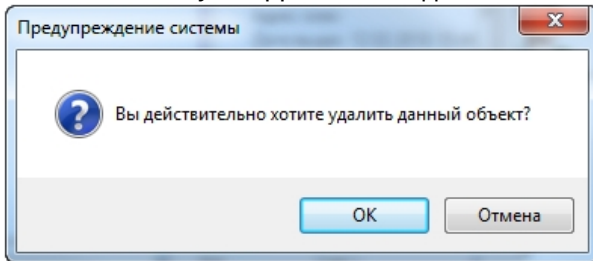 Предупреждение системы
Вы действительно хотите удалить данный объект?
OK
Отмена